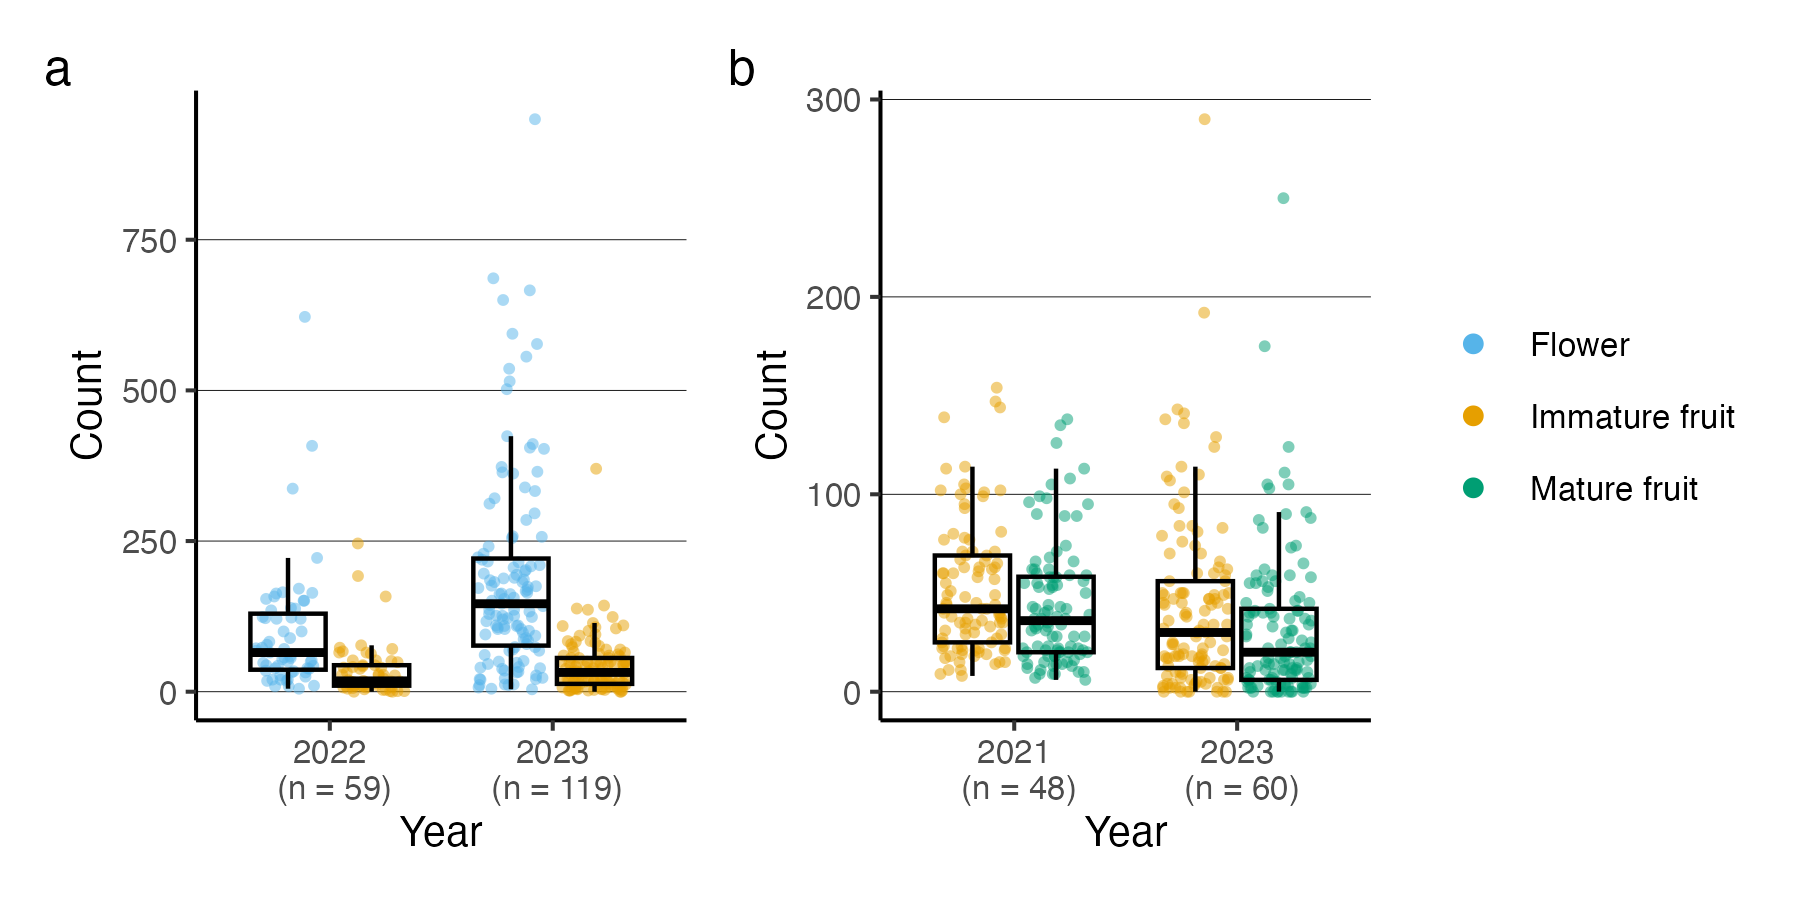 a
Count
750
500
250
0
2022
(n = 59)
2023
(n = 119)
Year
b
Count
300
200
100
0
2021
(n = 48)
2023
(n = 60)
Year
Flower
Immature fruit
Mature fruit